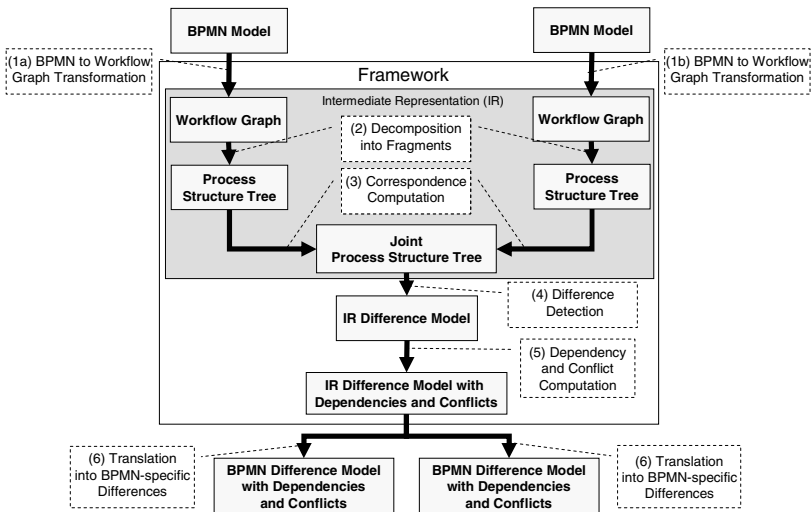 BPMN Model
BPMN Model
(1a) BPMN to Workflow
Graph Transformation
(1b) BPMN to Workflow
Graph Transformation
Framework
Intermediate Representation (IR)
Workflow Graph
(2) Decomposition
into Fragments
Workflow Graph
Process
Structure Tree
(3) Correspondence
Computation
Process
Structure Tree
Joint
Process Structure Tree
(4) Difference
Detection
IR Difference Model
(5) Dependency
and Conflict
Computation
IR Difference Model with
Dependencies and Conflicts
(6) Translation
into BPMN-specific
Differences
BPMN Difference Model
with Dependencies
and Conflicts
BPMN Difference Model
with Dependencies
and Conflicts
(6) Translation
into BPMN-specific
Differences